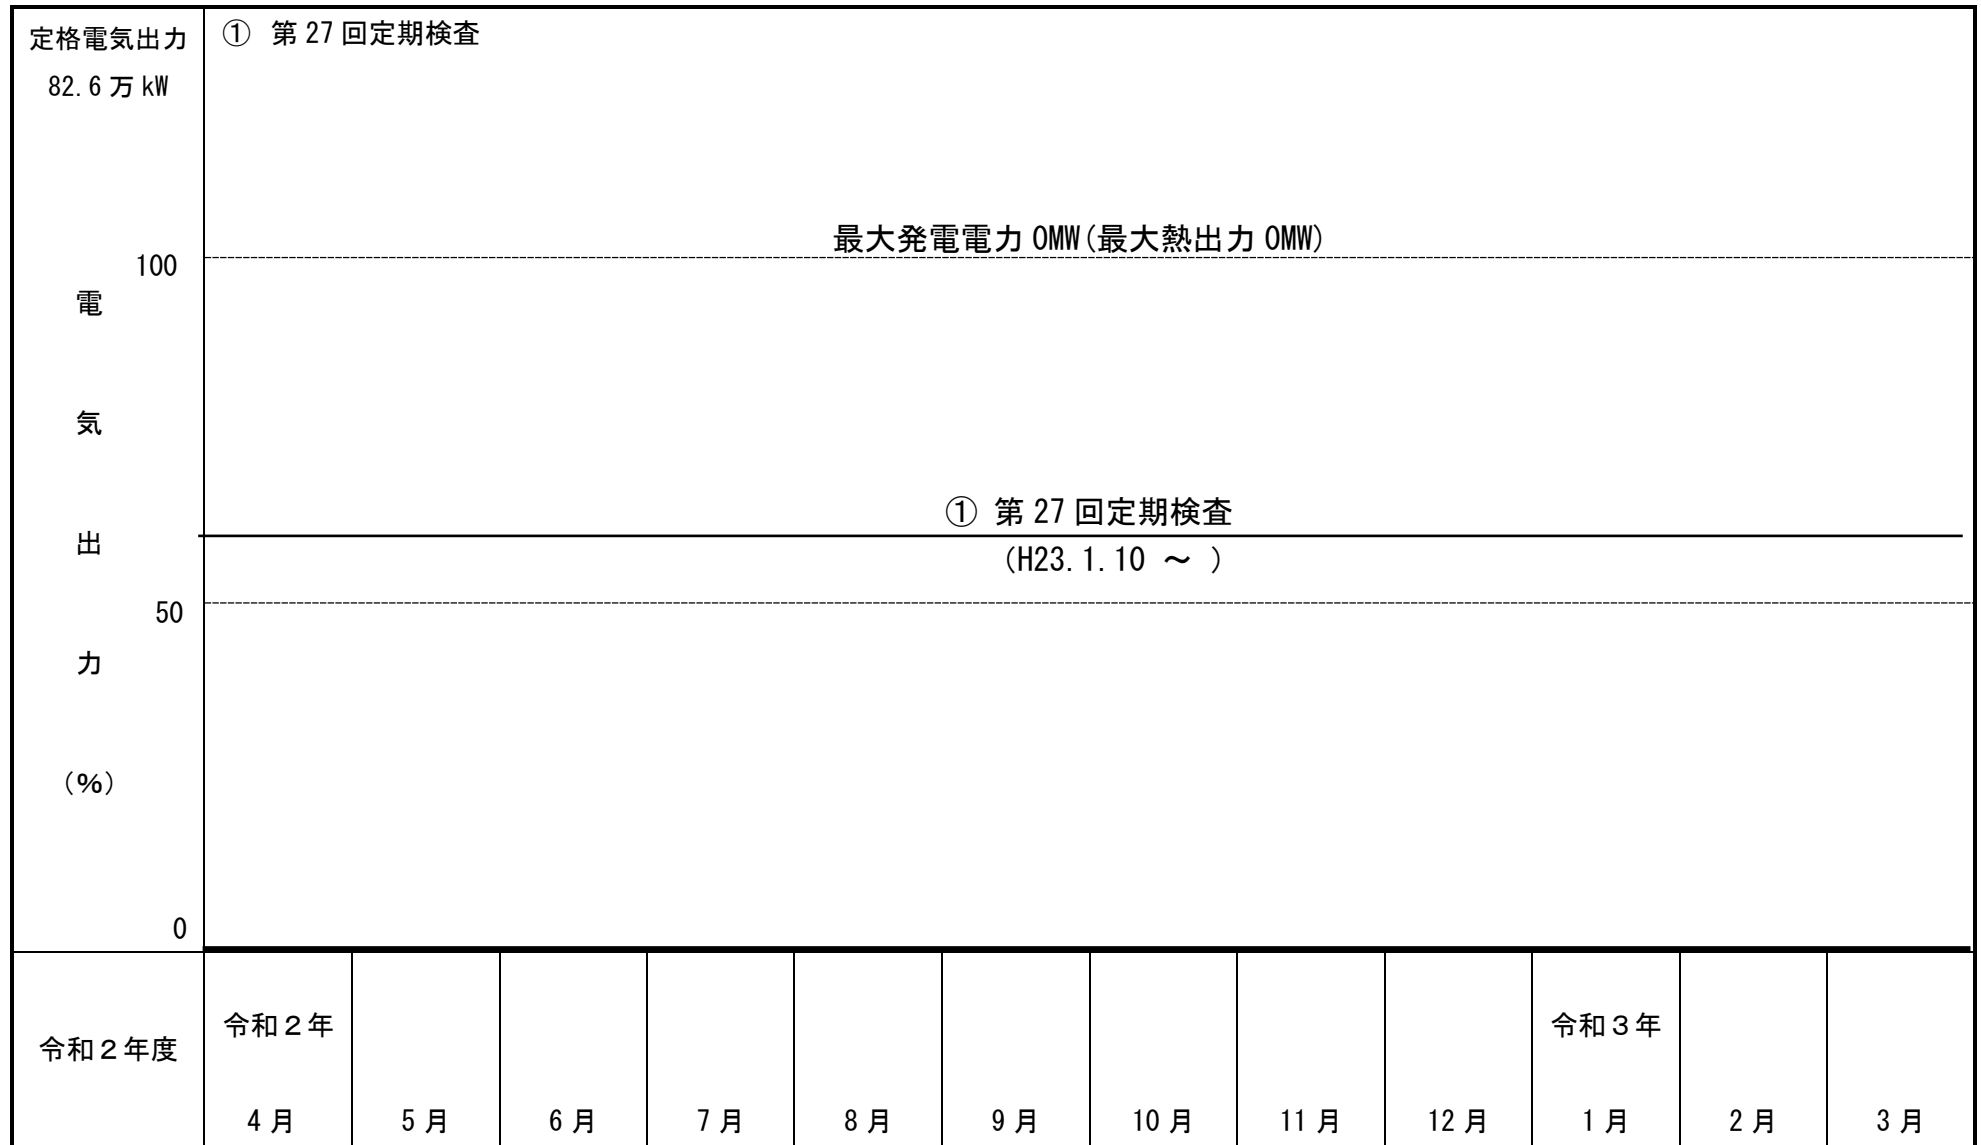 定格電気出力
82.6万kW
① 第27回定期検査
最大発電電力0MW(最大熱出力0MW)
100
電
気
出
力
(%)
① 第27回定期検査
(H23.1.10 ～ )
50
0
令和２年度
令和２年
令和３年
4月 5月 6月 7月 8月 9月 10月 11月 12月 1月 2月 3月